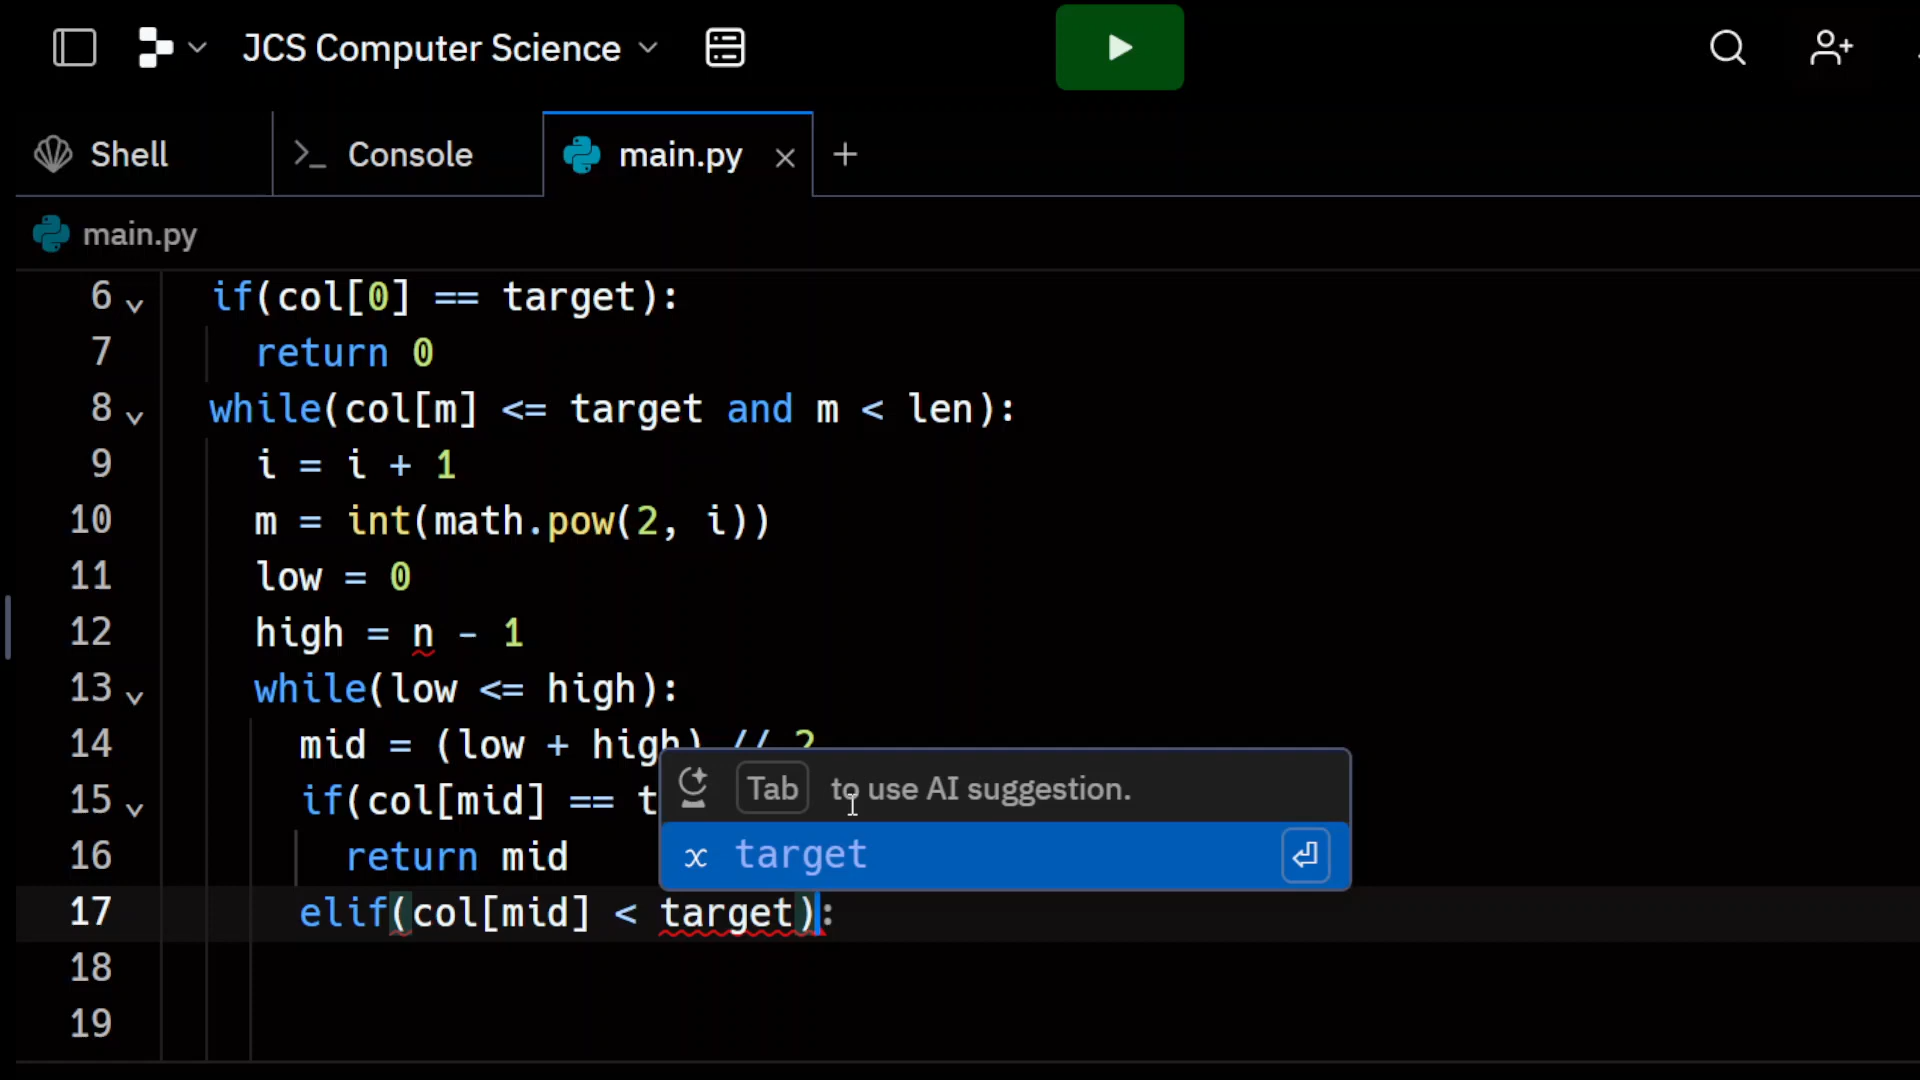 JCS Computer Science
Shell
Console
main.py
main.py
6 if(col[0] == target):
7 return 0
8 while(col[m] <= target and m < len):
9 i = i + 1
10 m = int(math.pow(2, i))
11 low = 0
12 high = n - 1
13 while(low <= high):
14 mid = (low + high) // 2
15 if(col[mid] == t
Tab to use AI suggestion.
16 return mid
x target
17 elif(col[mid] < target):
18
19